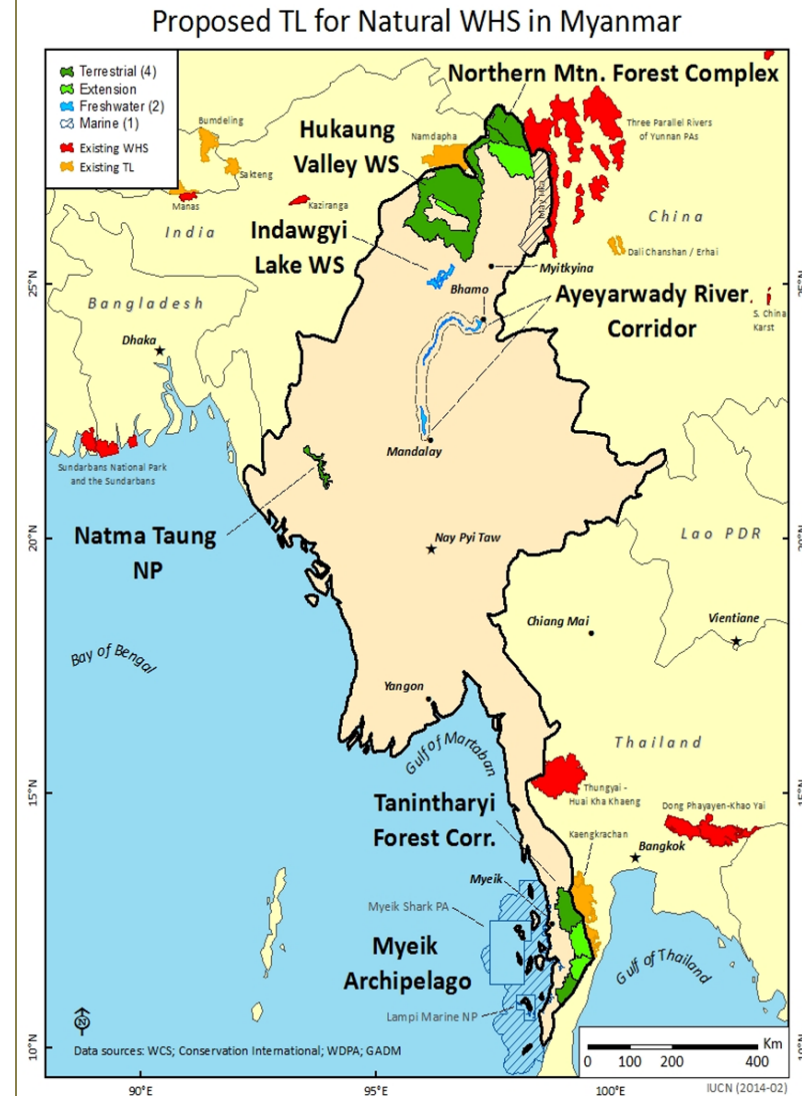 Proposed TL for Natural WHS in Myanmar
Terrestrial (4)
Extension
Freshwater (2)
Marine (1)
Existing WHS
Existing TL
Northern Mtn. Forest Complex
Bumdeling
Sakteng
Manas
Kaziranga
Namdapha
Three Parallel Rivers
of Yunnan PAs
Hukaung
Valley WS
India
China
Dali Chanshan / Erhai
Indawgyi
Lake WS
Myitkyina
Bhamo
25°N
Bangladesh
Ayeyarwady River
Corridor
S. China
Karst
Dhaka
Mandalay
Sundarbans National Park
and the Sundarbans
Natma Taung
NP
Nay Pyi Taw
Lao PDR
20°N
Chiang Mai
Vientiane
Bay of Bengal
Yangon
Gulf of Martaban
Thailand
15°N
Thungyai -
Huai Kha Khaeng
Dong Phayayen-Khao Yai
Tanintharyi
Forest Corr.
Kaengkrachan
Bangkok
Myeik
Myeik Shark PA
Myeik
Archipelago
Gulf of Thailand
Lampi Marine NP
10°N
Data sources: WCS; Conservation International; WDPA; GADM
N
Km
0 100 200 400
90°E 95°E 100°E
IUCN (2014-02)